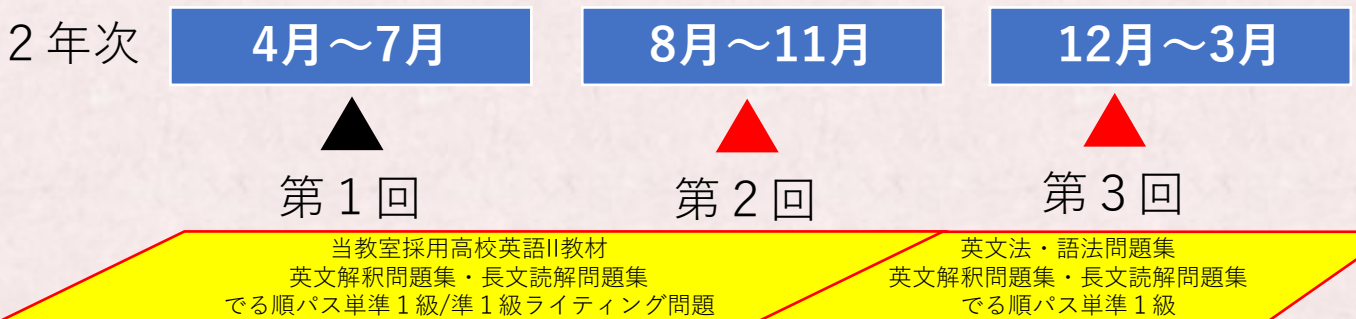 2年次
4月～7月
8月～11月
12月～3月
第1回
第2回
第3回
当教室採用高校英語II教材
英文解釈問題集・長文読解問題集
でる順パス単準1級/準1級ライティング問題
英文法・語法問題集
英文解釈問題集・長文読解問題集
でる順パス単準1級